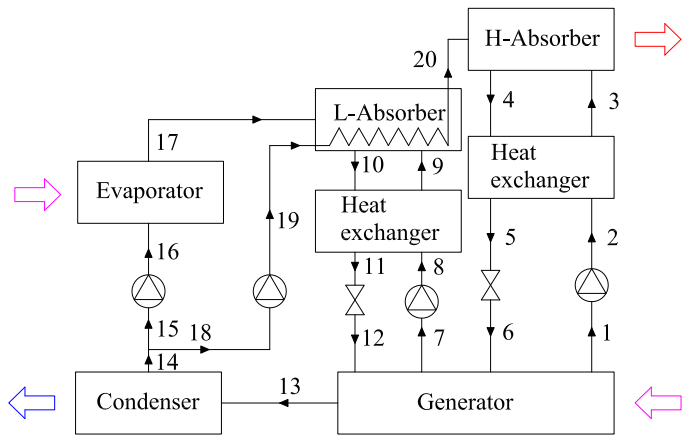 H-Absorber
20
4
3
L-Absorber
17
10
9
Heat
exchanger
Evaporator
19
Heat
exchanger
5
2
16
11
8
15
18
12
7
6
1
14
13
Condenser
Generator